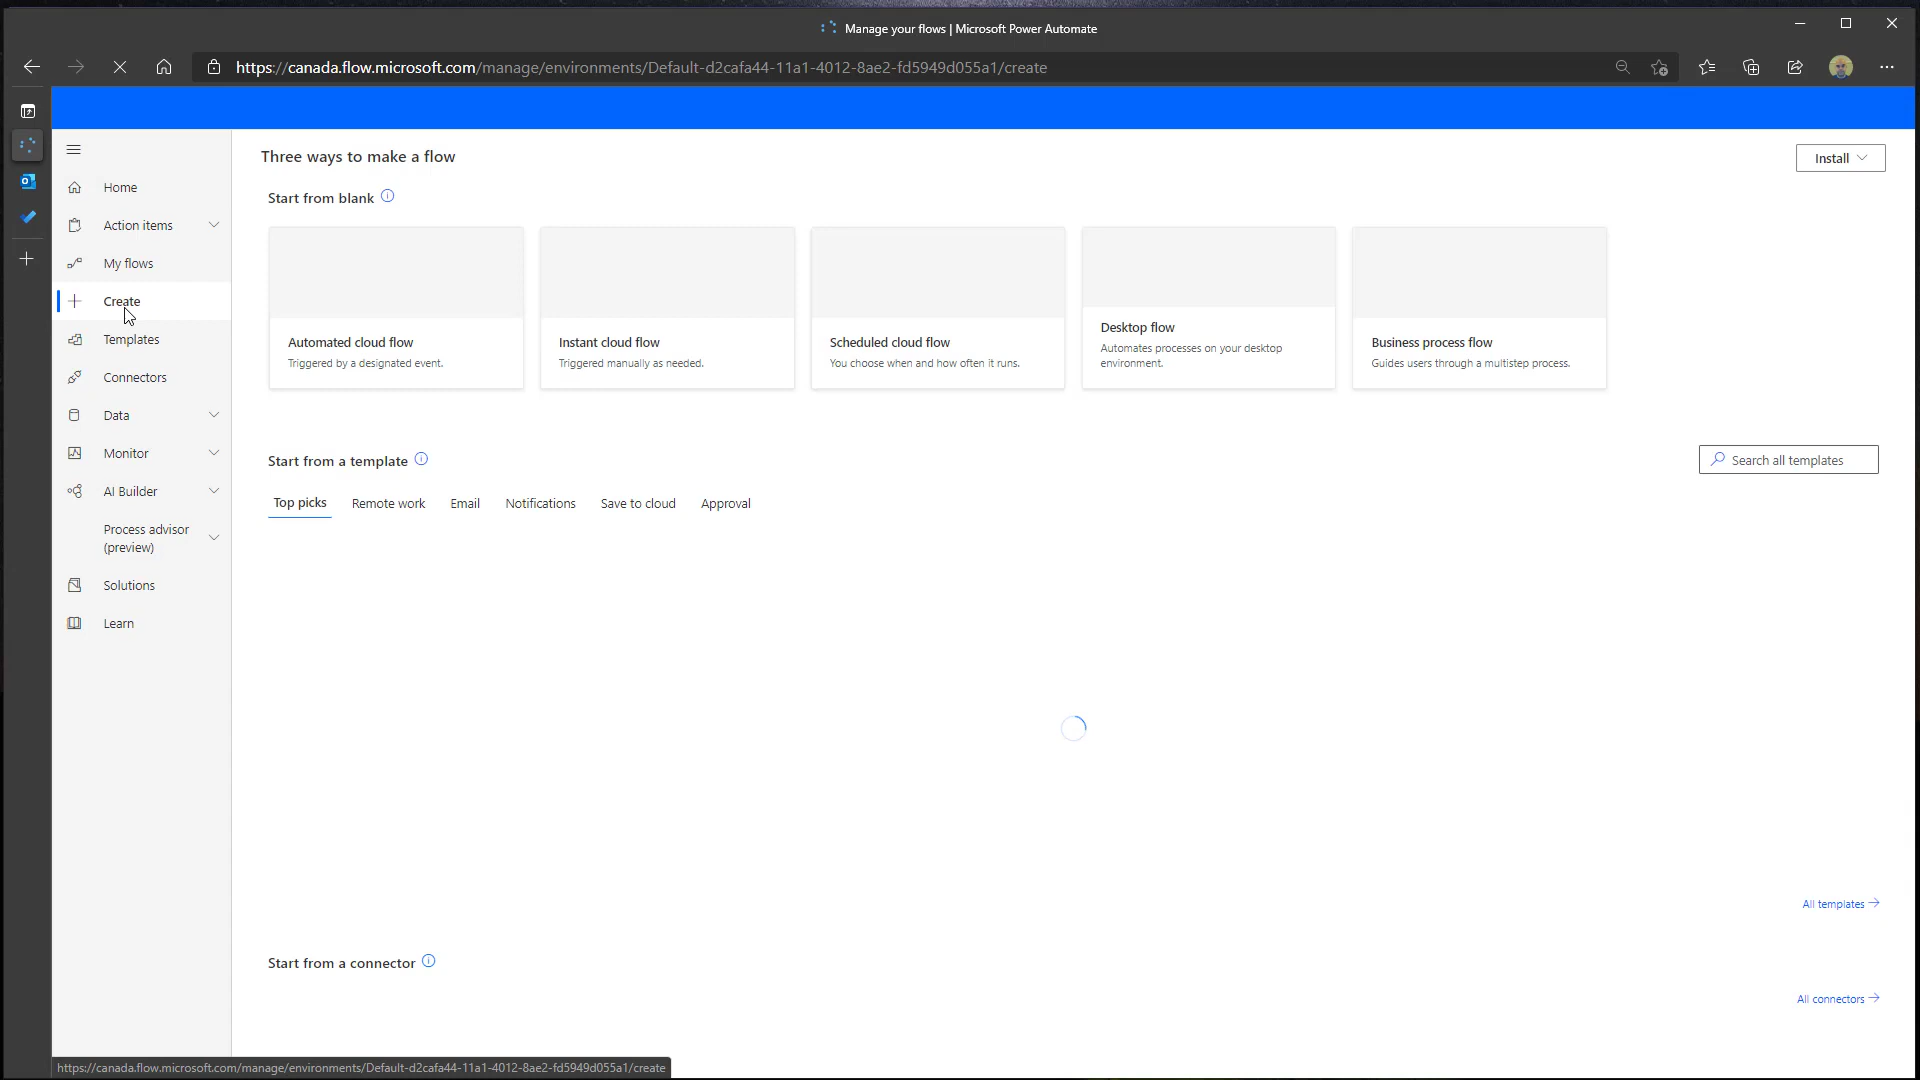 Manage your flows | Microsoft Power Automate
https://canada.flow.microsoft.com/manage/environments/Default-d2cafa44-11a1-4012-8ae2-fd5949d055a1/create
Three ways to make a flow
Install
Start from blank
Home
Action items
My flows
Create
Templates
Connectors
Data
Monitor
AI Builder
Process advisor
(preview)
Solutions
Learn
Automated cloud flow
Triggered by a designated event.
Instant cloud flow
Triggered manually as needed.
Scheduled cloud flow
You choose when and how often it runs.
Desktop flow
Automates processes on your desktop
environment.
Business process flow
Guides users through a multistep process.
Start from a template
Search all templates
Top picks
Remote work
Email
Notifications
Save to cloud
Approval
All templates
Start from a connector
All connectors
https://canada.flow.microsoft.com/manage/environments/Default-d2cafa44-11a1-4012-8ae2-fd5949d055a1/create